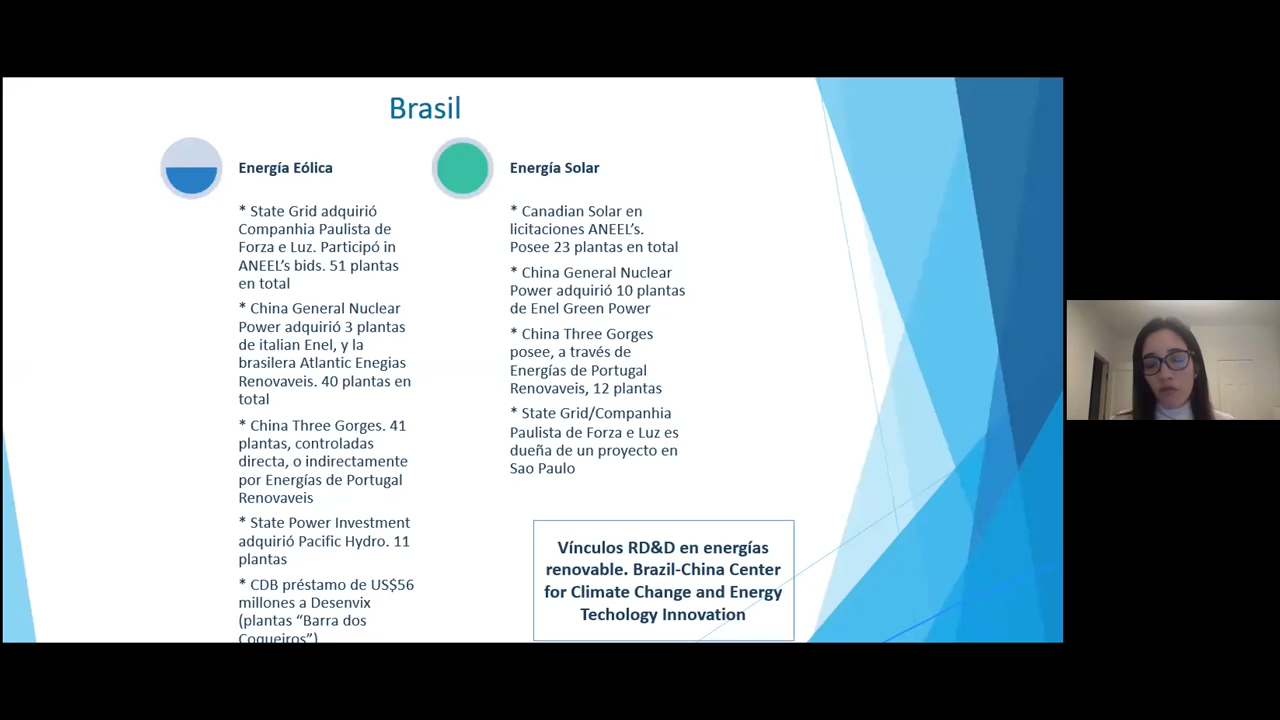 Brasil
Energía Eólica
* State Grid adquirió
Companhia Paulista de
Forza e Luz. Participó in
ANEEL’s bids. 51 plantas
en total
* China General Nuclear
Power adquirió 3 plantas
de italian Enel, y la
brasilera Atlantic Enegias
Renovaveis. 40 plantas en
total
* China Three Gorges. 41
plantas, controladas
directa, o indirectamente
por Energías de Portugal
Renovaveis
* State Power Investment
adquirió Pacific Hydro. 11
plantas
* CDB préstamo de US$56
millones a Desenvix
(plantas “Barra dos
Coqueiros”)
Energía Solar
* Canadian Solar en
licitaciones ANEEL’s.
Posee 23 plantas en total
* China General Nuclear
Power adquirió 10 plantas
de Enel Green Power
* China Three Gorges
posee, a través de
Energías de Portugal
Renovaveis, 12 plantas
* State Grid/Companhia
Paulista de Forza e Luz es
dueña de un proyecto en
Sao Paulo
Vínculos RD&D en energías
renovable. Brazil-China Center
for Climate Change and Energy
Techology Innovation